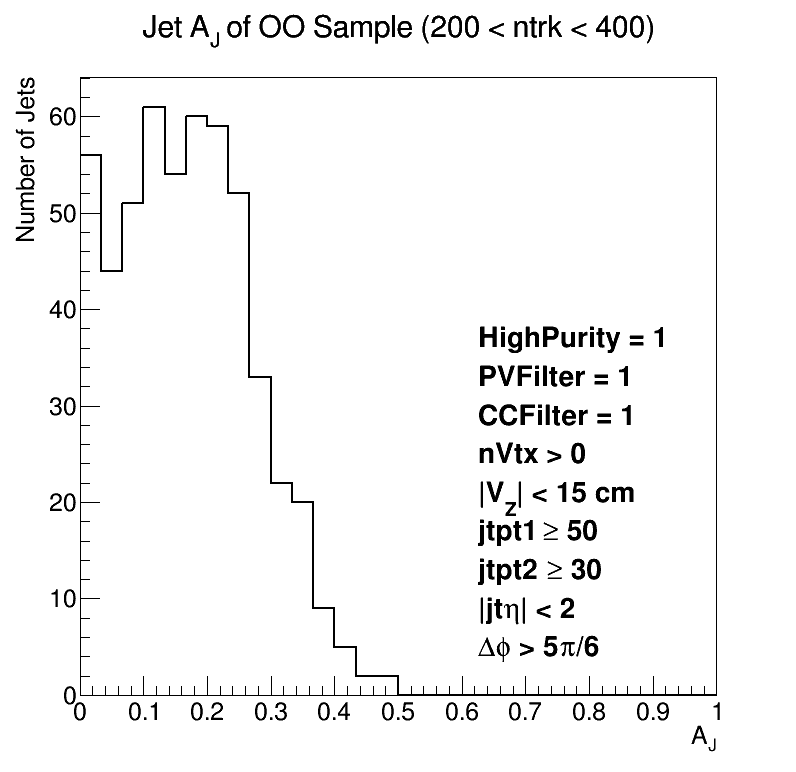 Jet A_J of OO Sample (200 < ntrk < 400)
Number of Jets
60
50
40
30
20
10
0
HighPurity = 1
PVFilter = 1
CCFilter = 1
nVtx > 0
|V_z| < 15 cm
jtpt1 ≥ 50
jtpt2 ≥ 30
|jtη| < 2
Δϕ > 5π/6
0 0.1 0.2 0.3 0.4 0.5 0.6 0.7 0.8 0.9 1
A_J